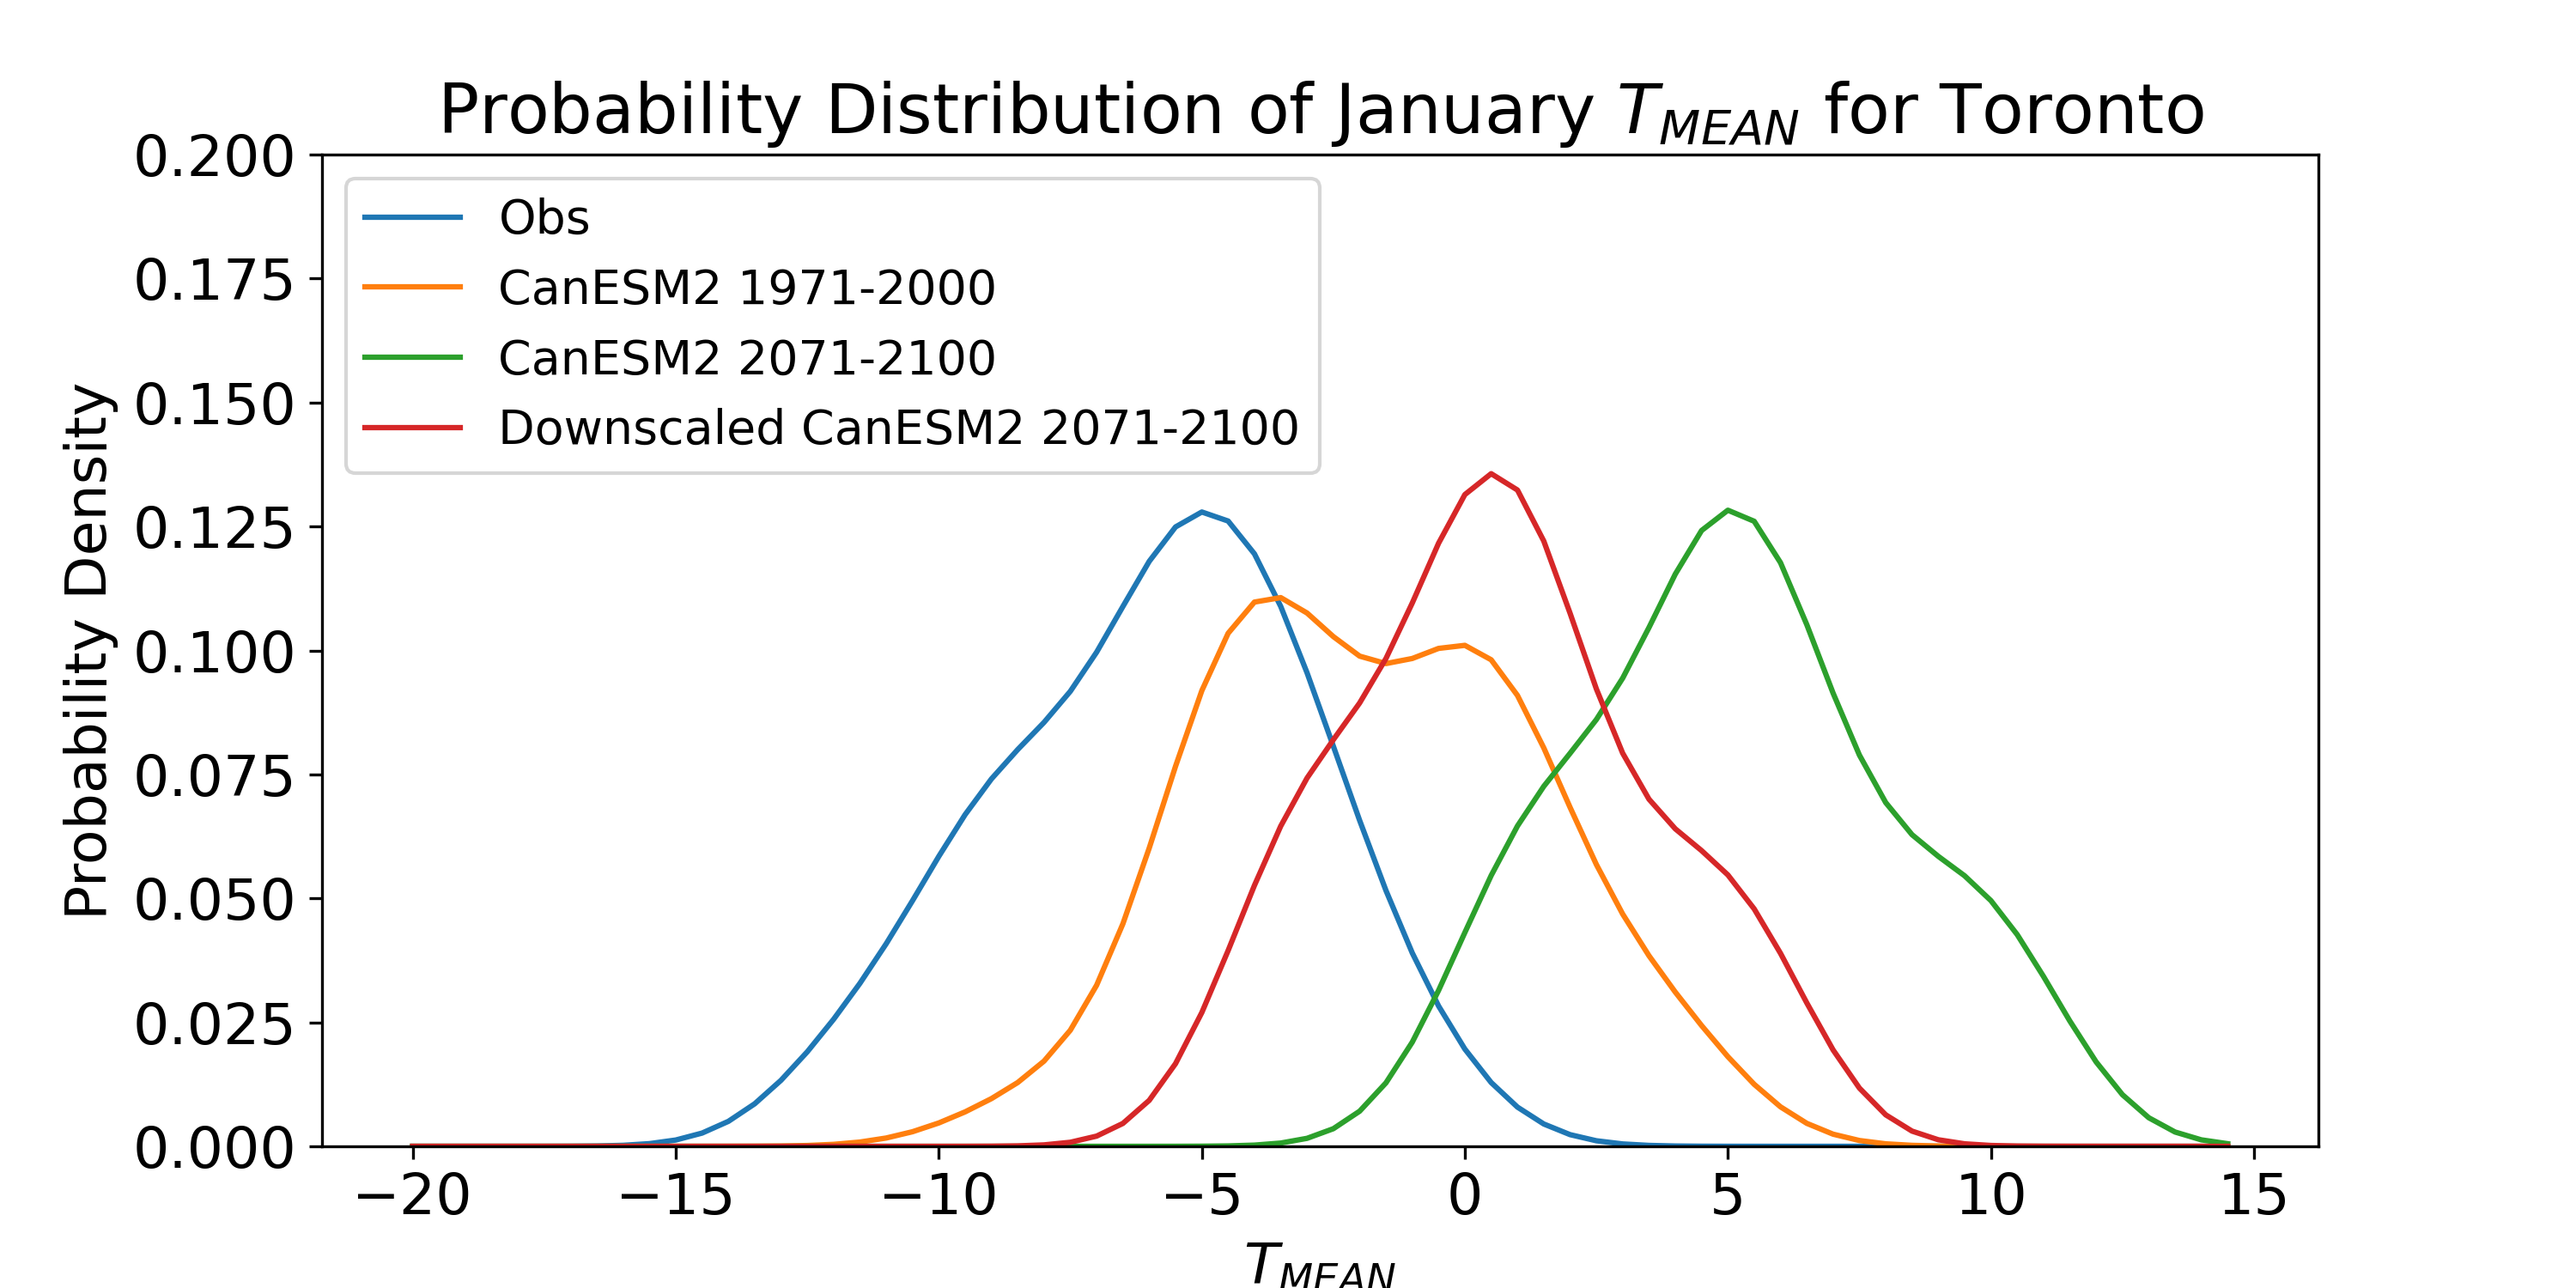 Probability Distribution of January T_MEAN for Toronto
0.200
0.175
0.150
0.125
0.100
0.075
0.050
0.025
0.000
Probability Density
Obs
CanESM2 1971-2000
CanESM2 2071-2100
Downscaled CanESM2 2071-2100
−20 −15 −10 −5 0 5 10 15
T_MEAN